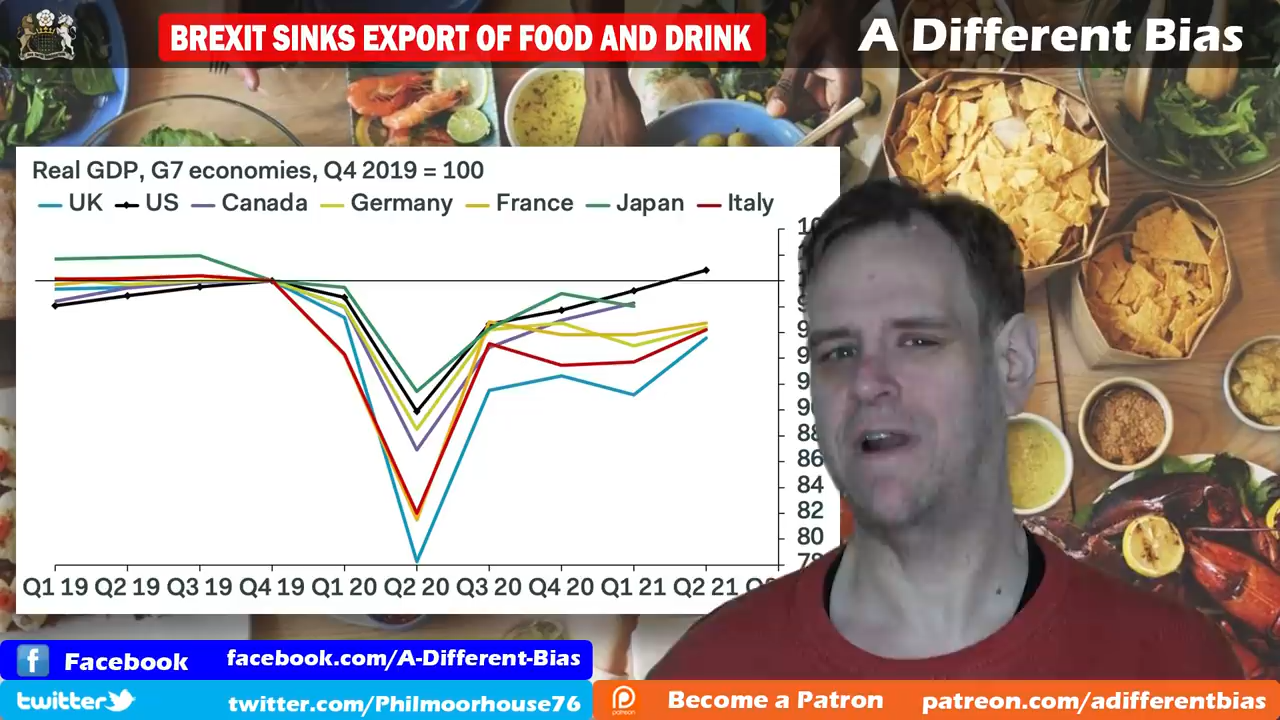 BREXIT SINKS EXPORT OF FOOD AND DRINK
A Different Bias
Real GDP, G7 economies, Q4 2019 = 100
UK US Canada Germany France Japan Italy
90
88
86
84
82
80
78
Q1 19 Q2 19 Q3 19 Q4 19 Q1 20 Q2 20 Q3 20 Q4 20 Q1 21 Q2 21
Facebook
facebook.com/A-Different-Bias
twitter
twitter.com/Philmoorhouse76
Become a Patron
patreon.com/adifferentbias